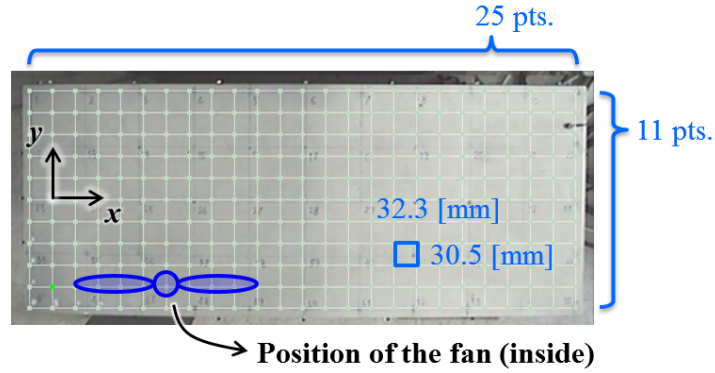 25 pts.
11 pts.
y
x
32.3 [mm]
30.5 [mm]
Position of the fan (inside)